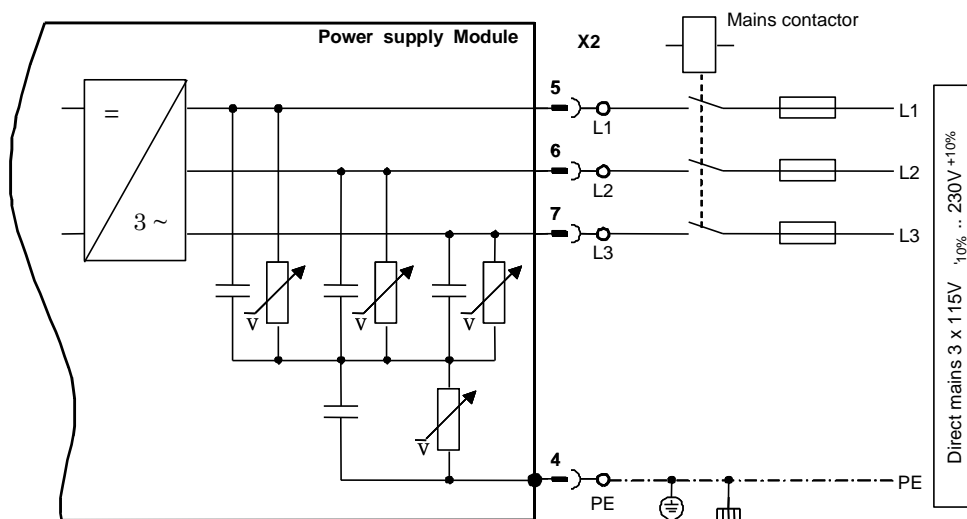 Mains contactor
Power supply Module
X2
5
L1
L1
=
6
L2
L2
3 ~
7
L3
L3
V
V
V
V
4
PE
PE
Direct mains 3 x 115V -10% .. 230V +10%